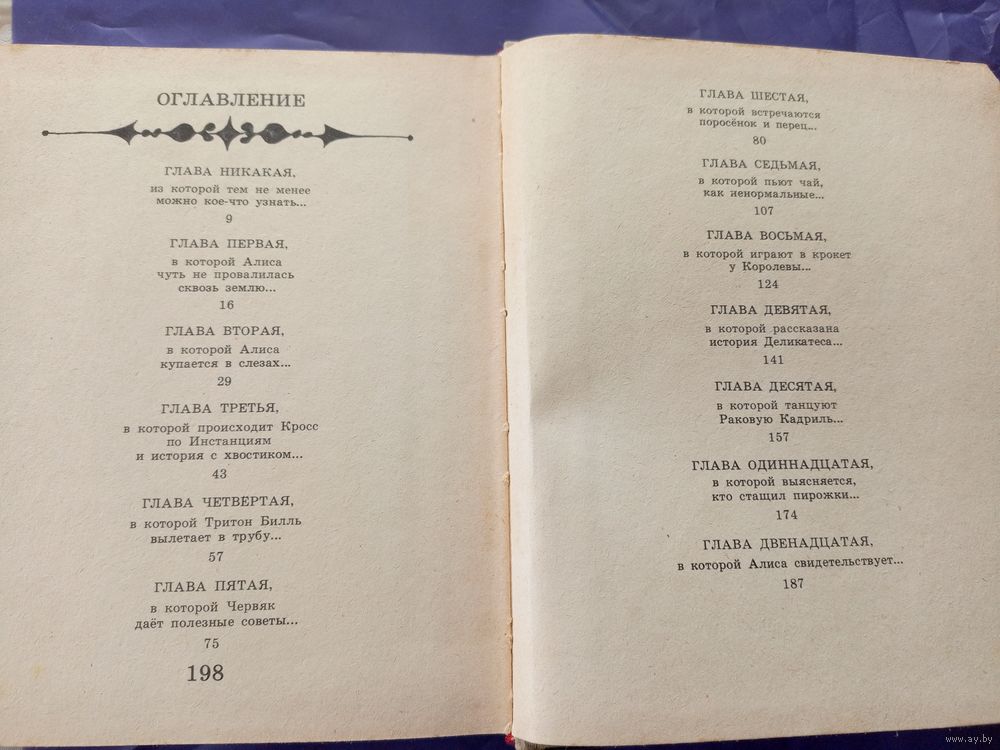 ОГЛАВЛЕНИЕ
ГЛАВА НИКАКАЯ,
из которой тем не менее
можно кое-что узнать...
9
ГЛАВА ПЕРВАЯ,
в которой Алиса
чуть не провалилась
сквозь землю...
16
ГЛАВА ВТОРАЯ,
в которой Алиса
купается в слезах...
29
ГЛАВА ТРЕТЬЯ,
в которой происходит Кросс
по Инстанциям
и история с хвостиком...
43
ГЛАВА ЧЕТВЁРТАЯ,
в которой Тритон Билль
вылетает в трубу...
57
ГЛАВА ПЯТАЯ,
в которой Червяк
даёт полезные советы...
75
198
ГЛАВА ШЕСТАЯ,
в которой встречаются
поросёнок и перец...
80
ГЛАВА СЕДЬМАЯ,
в которой пьют чай,
как ненормальные...
107
ГЛАВА ВОСЬМАЯ,
в которой играют в крокет
у Королевы...
124
ГЛАВА ДЕВЯТАЯ,
в которой рассказана
история Деликатеса...
141
ГЛАВА ДЕСЯТАЯ,
в которой танцуют
Раковую Кадриль...
157
ГЛАВА ОДИННАДЦАТАЯ,
в которой выясняется,
кто стащил пирожки...
174
ГЛАВА ДВЕНАДЦАТАЯ,
в которой Алиса свидетельствует...
187
www.ay.by